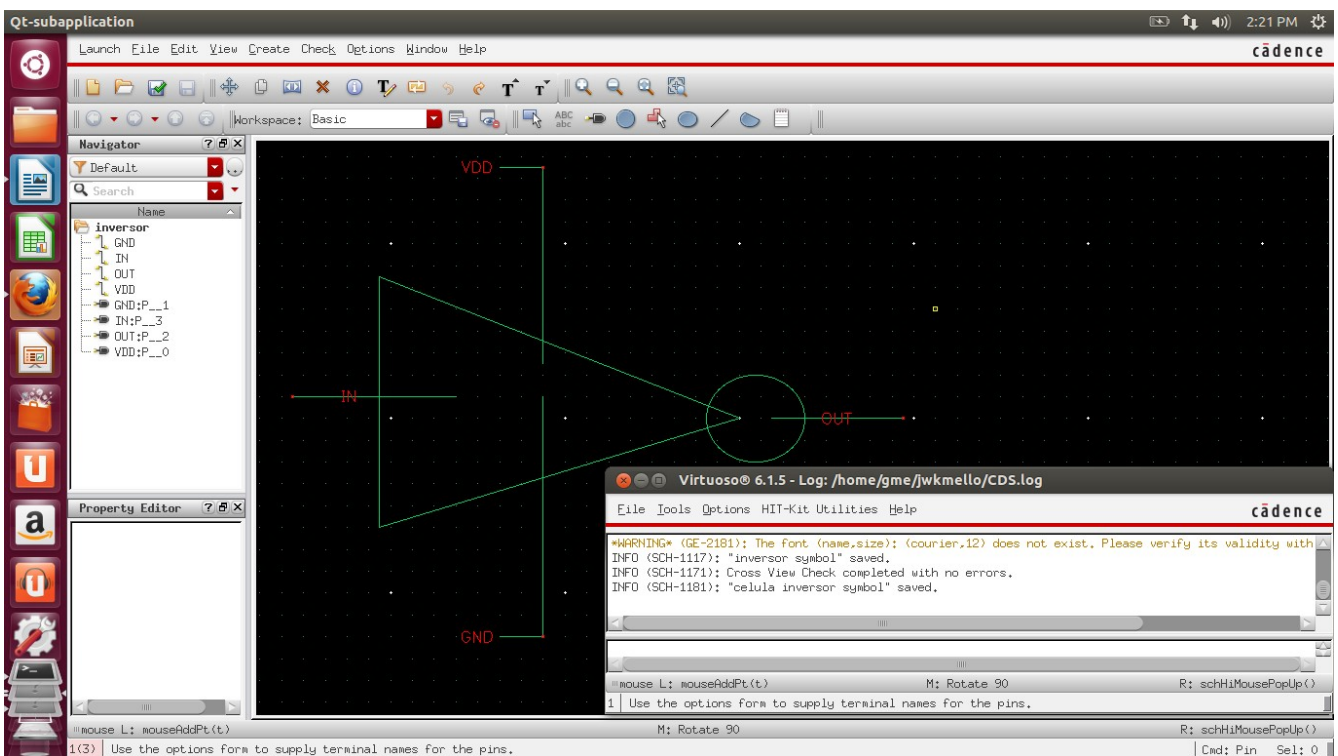 Qt-subapplication
2:21 PM
Launch File Edit View Create Check Options Window Help
cādence
Workspace: Basic
ABC
abc
Navigator
Default
Search
Name
inversor
GND
IN
OUT
VDD
GND:P__1
IN:P__3
OUT:P__2
VDD:P__0
Property Editor
VDD
IN
OUT
GND
Virtuoso® 6.1.5 - Log: /home/gme/jwkmello/CDS.log
File Tools Options HIT-Kit Utilities Help
cādence
*WARNING* (GE-2181): The font (name,size): (courier,12) does not exist. Please verify its validity with
INFO (SCH-1117): "inversor symbol" saved.
INFO (SCH-1171): Cross View Check completed with no errors.
INFO (SCH-1181): "celula inversor symbol" saved.
mouse L: mouseAddPt(t) M: Rotate 90 R: schHiMousePopUp()
1 Use the options form to supply terminal names for the pins.
mouse L: mouseAddPt(t) M: Rotate 90 R: schHiMousePopUp()
1(3) Use the options form to supply terminal names for the pins. Cmd: Pin Sel: 0